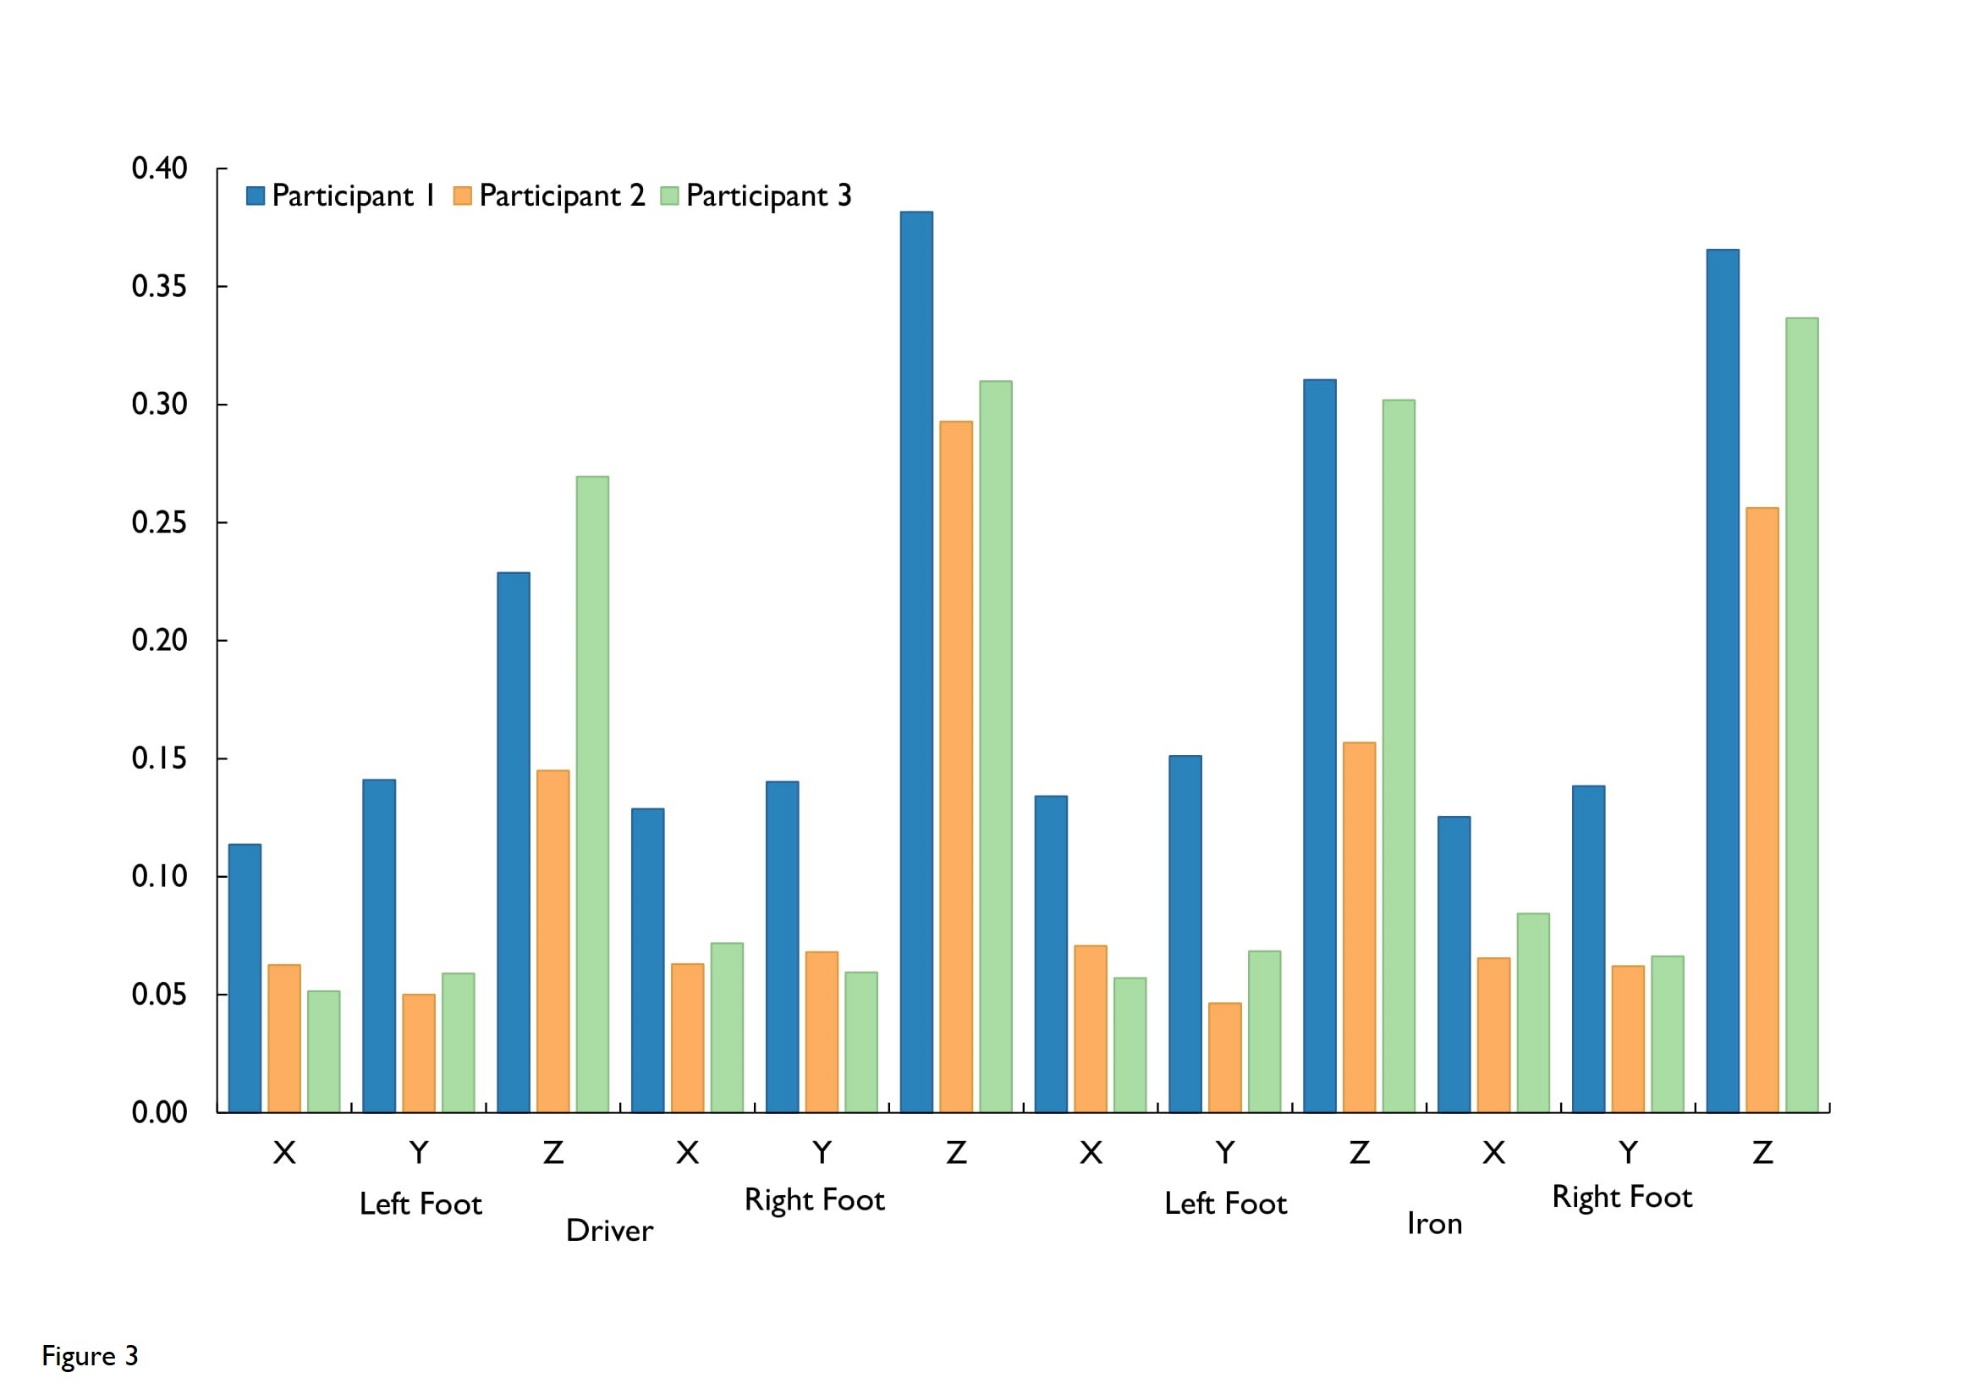 0.40
Participant 1 Participant 2 Participant 3
0.35
0.30
0.25
0.20
0.15
0.10
0.05
0.00
X Y Z X Y Z X Y Z X Y Z
Left Foot Right Foot Left Foot Right Foot
Driver Iron
Figure 3